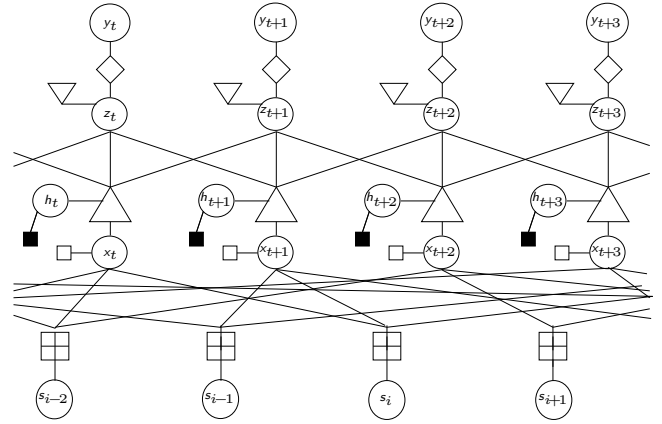 y_t y_{t+1} y_{t+2} y_{t+3}
z_t z_{t+1} z_{t+2} z_{t+3}
h_t h_{t+1} h_{t+2} h_{t+3}
x_t x_{t+1} x_{t+2} x_{t+3}
s_{i−2} s_{i−1} s_i s_{i+1}